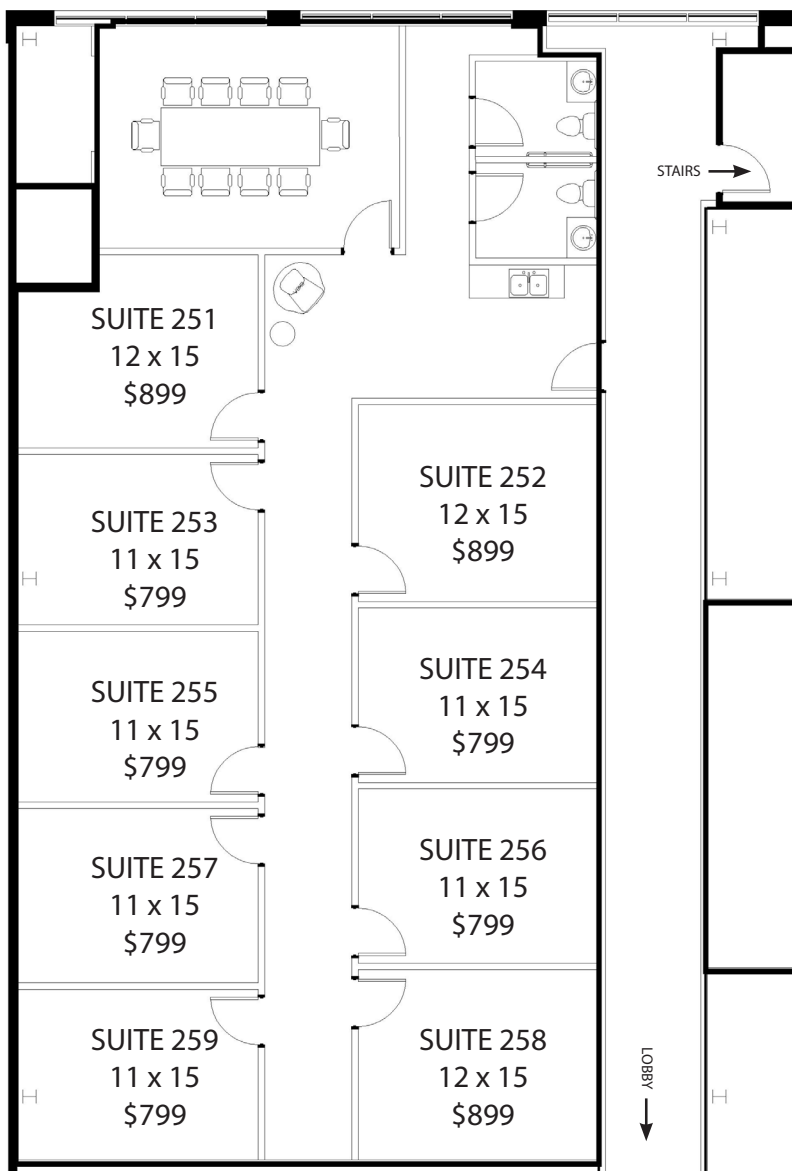 STAIRS
SUITE 251
12 x 15
$899
SUITE 252
12 x 15
$899
SUITE 253
11 x 15
$799
SUITE 254
11 x 15
$799
SUITE 255
11 x 15
$799
SUITE 256
11 x 15
$799
SUITE 257
11 x 15
$799
SUITE 258
12 x 15
$899
SUITE 259
11 x 15
$799
LOBBY